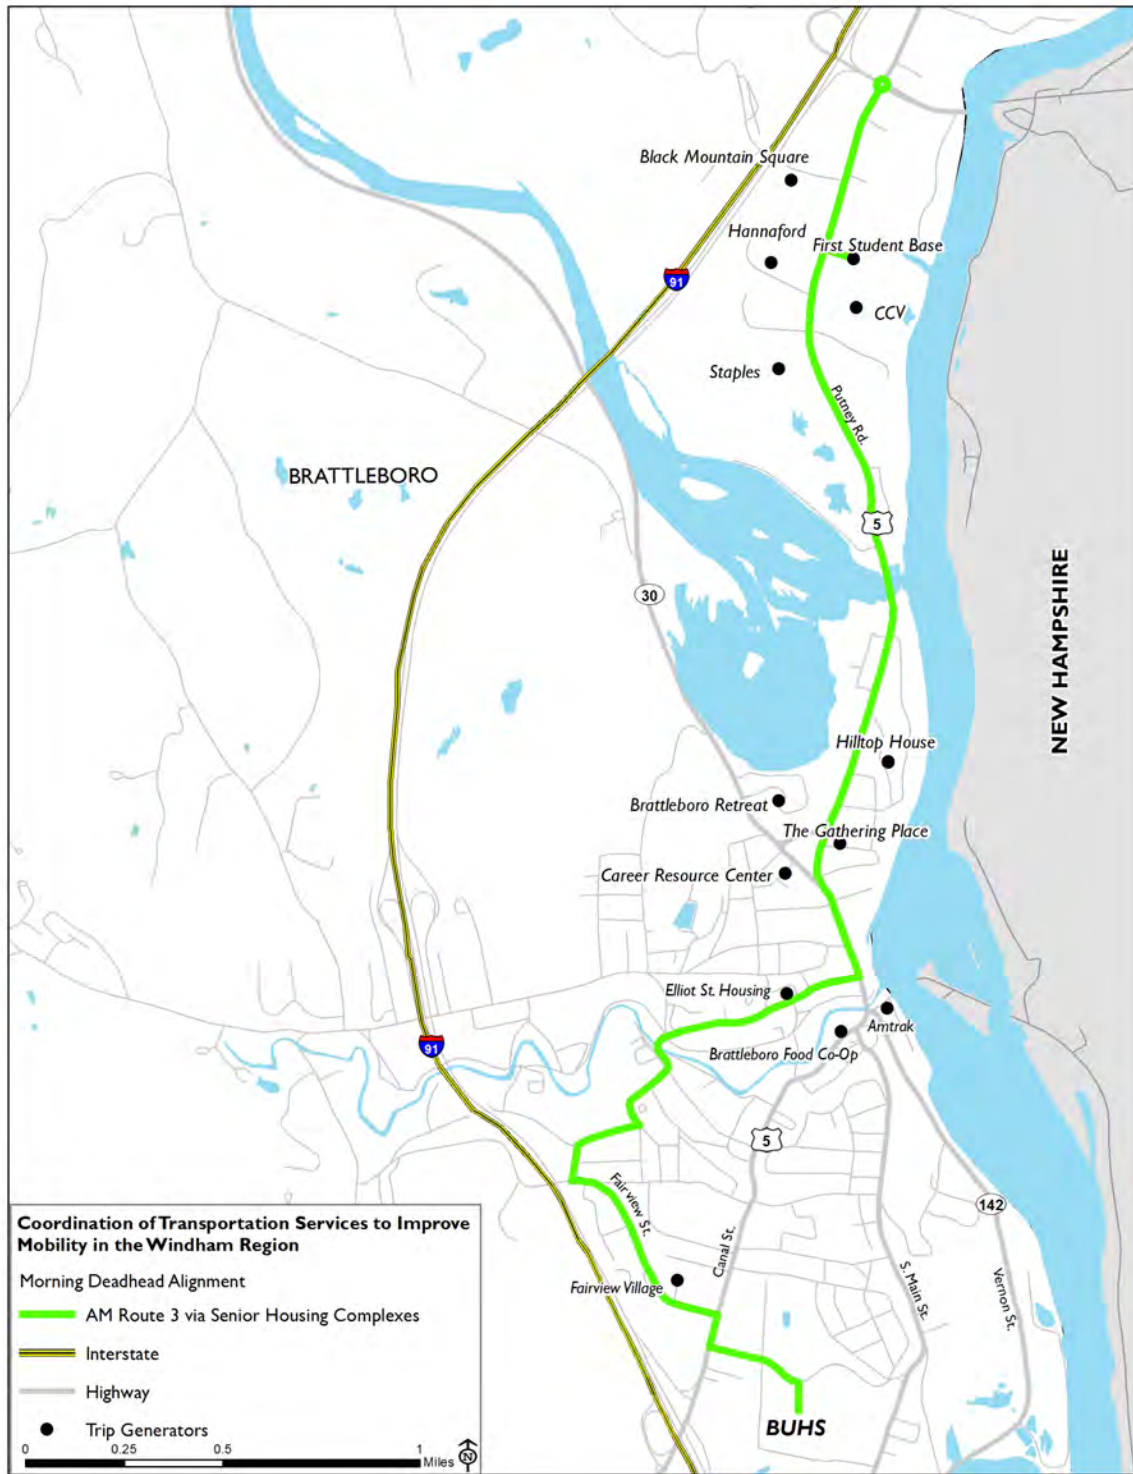 Black Mountain Square
Hannaford
First Student Base
91
CCV
Staples
Putney Rd.
BRATTLEBORO
5
30
NEW HAMPSHIRE
Hilltop House
Brattleboro Retreat
The Gathering Place
Career Resource Center
Elliot St. Housing
Amtrak
91
Brattleboro Food Co-Op
5
Fairview St.
142
Canal St.
S. Main St.
Vernon St.
Fairview Village
BUHS
Coordination of Transportation Services to Improve
Mobility in the Windham Region
Morning Deadhead Alignment
AM Route 3 via Senior Housing Complexes
Interstate
Highway
Trip Generators
0 0.25 0.5 1
Miles
N